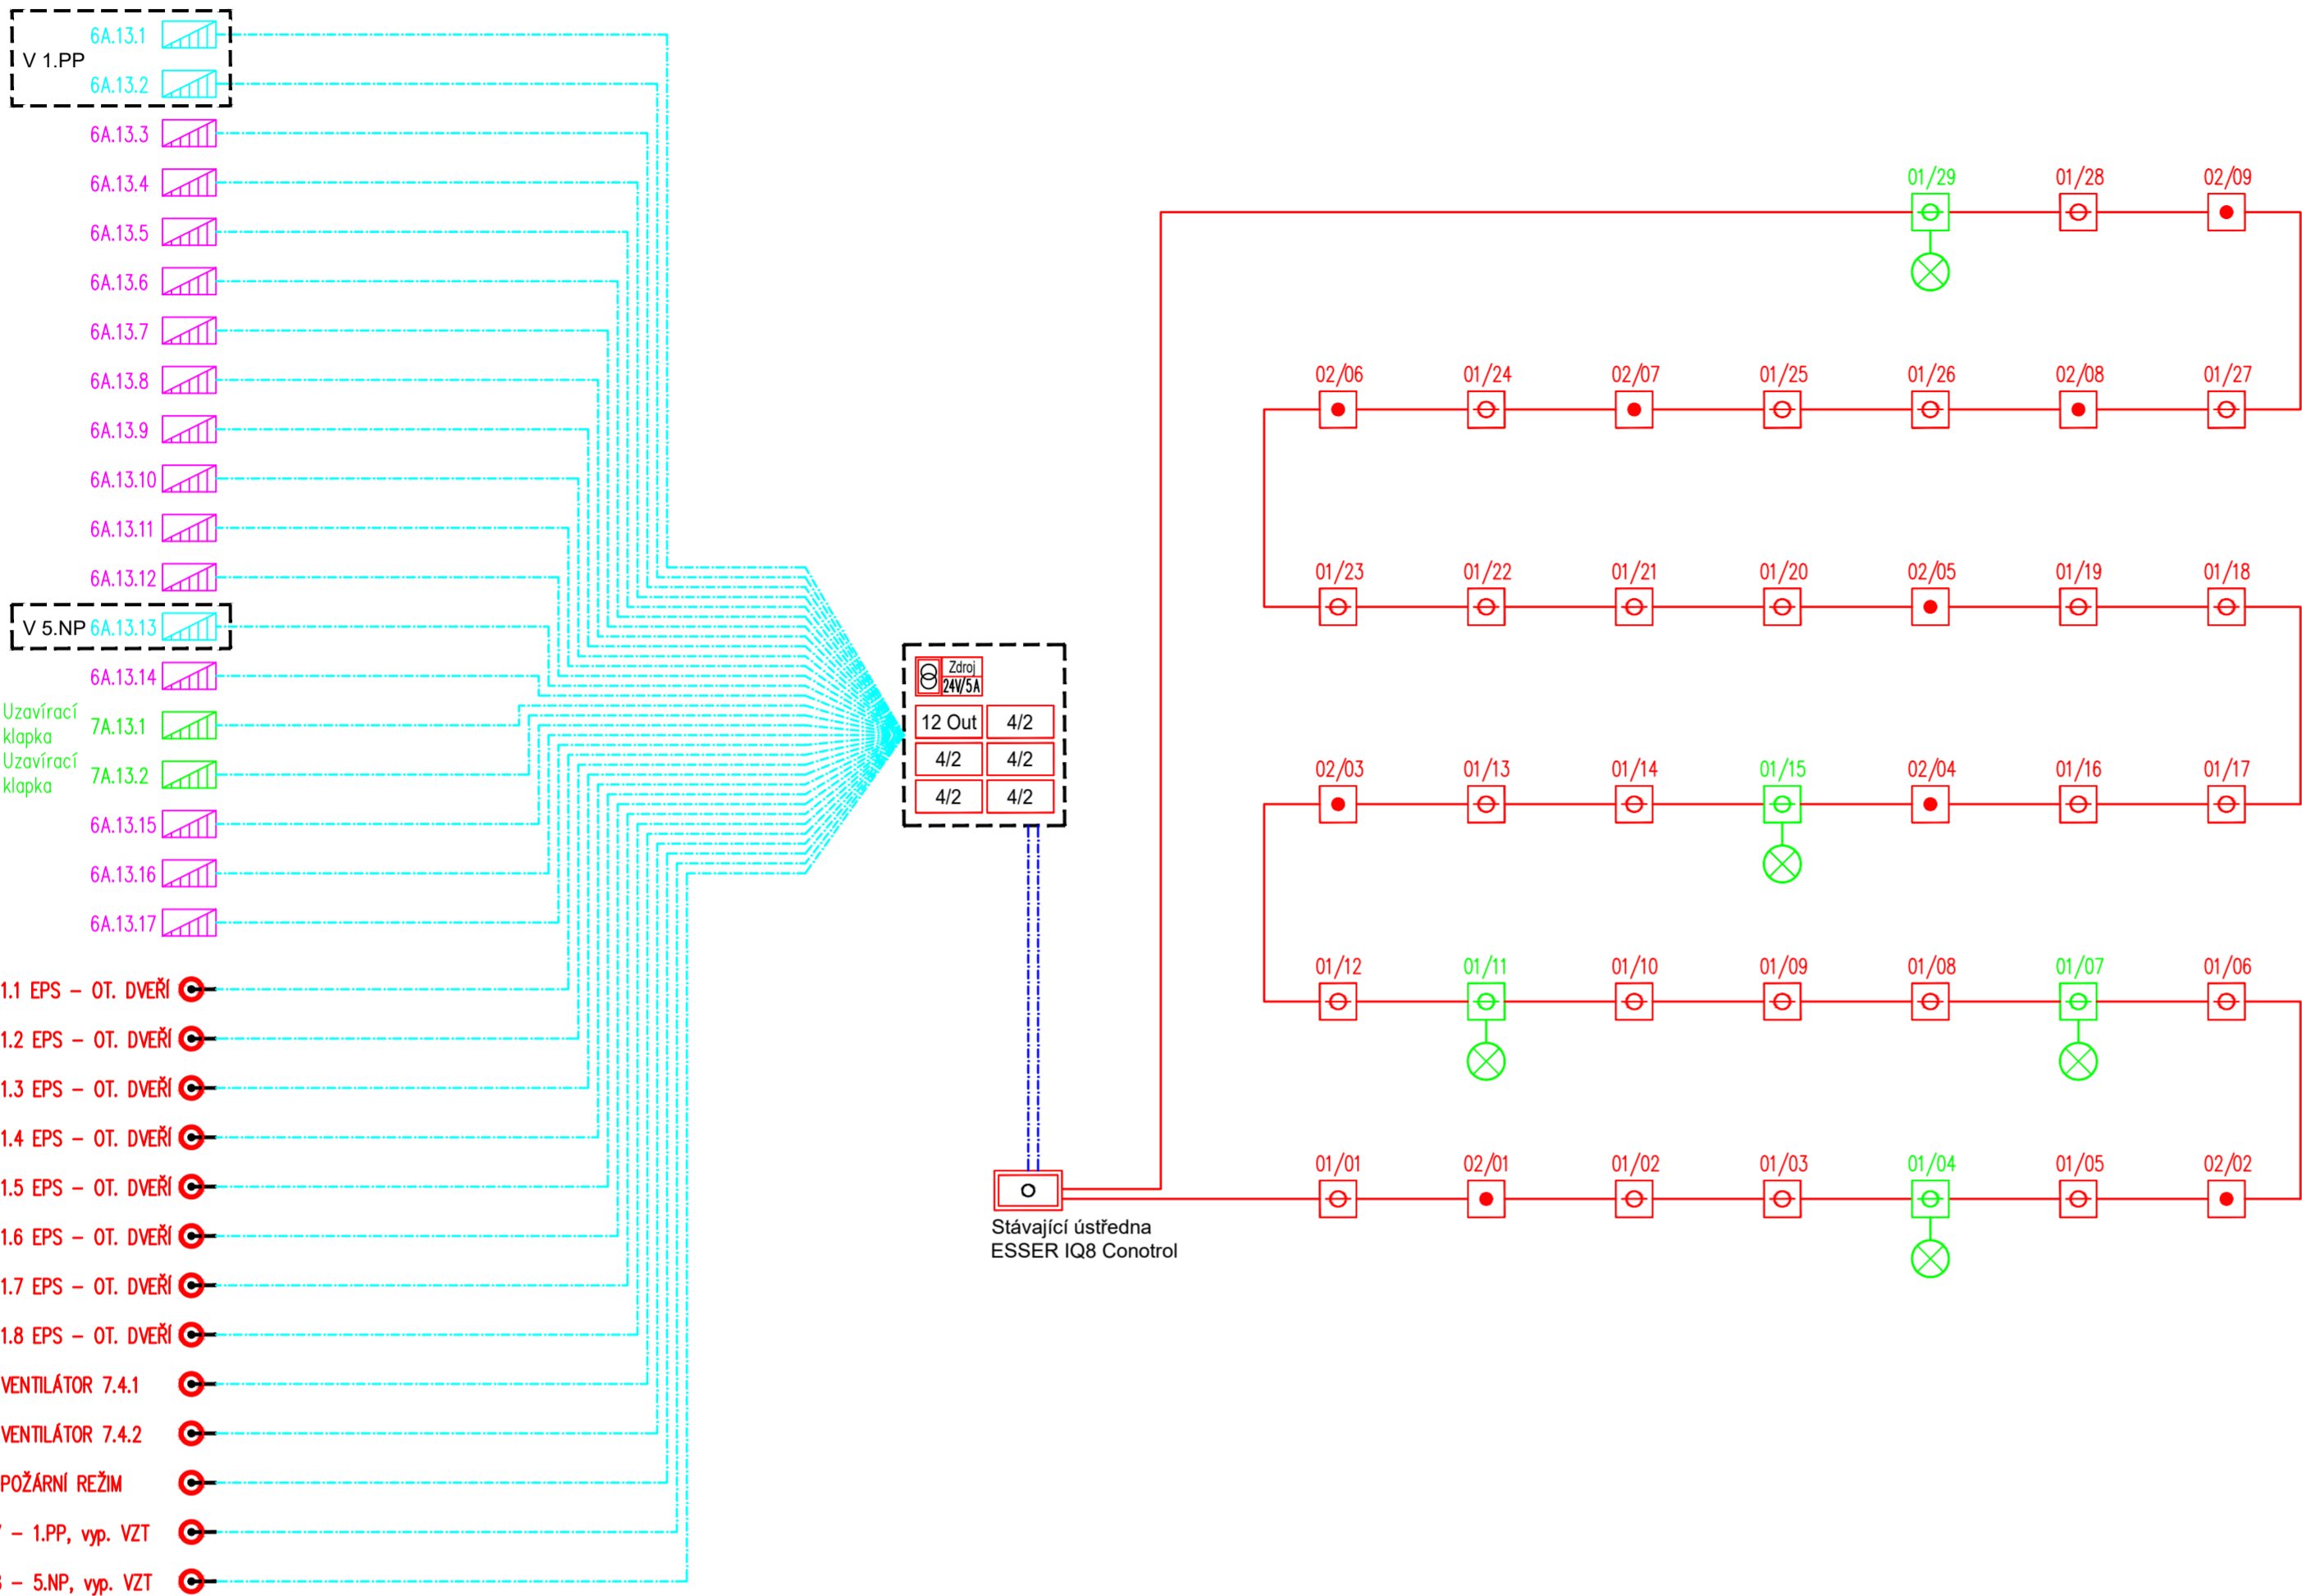 6A.13.1
V 1.PP
6A.13.2
6A.13.3
6A.13.4
6A.13.5
6A.13.6
6A.13.7
6A.13.8
6A.13.9
6A.13.10
6A.13.11
6A.13.12
V 5.NP 6A.13.13
6A.13.14
Uzavírací
klapka
7A.13.1
Uzavírací
klapka
7A.13.2
6A.13.15
6A.13.16
6A.13.17
1.1 EPS – OT. DVEŘÍ
1.2 EPS – OT. DVEŘÍ
1.3 EPS – OT. DVEŘÍ
1.4 EPS – OT. DVEŘÍ
1.5 EPS – OT. DVEŘÍ
1.6 EPS – OT. DVEŘÍ
1.7 EPS – OT. DVEŘÍ
1.8 EPS – OT. DVEŘÍ
VENTILÁTOR 7.4.1
VENTILÁTOR 7.4.2
POŽÁRNÍ REŽIM
– 1.PP, vyp. VZT
– 5.NP, vyp. VZT
Zdroj
24V/5A
12 Out 4/2
4/2 4/2
4/2 4/2
Stávající ústředna
ESSER IQ8 Conotrol
01/29 01/28 02/09
02/06 01/24 02/07 01/25 01/26 02/08 01/27
01/23 01/22 01/21 01/20 02/05 01/19 01/18
02/03 01/13 01/14 01/15 02/04 01/16 01/17
01/12 01/11 01/10 01/09 01/08 01/07 01/06
01/01 02/01 01/02 01/03 01/04 01/05 02/02